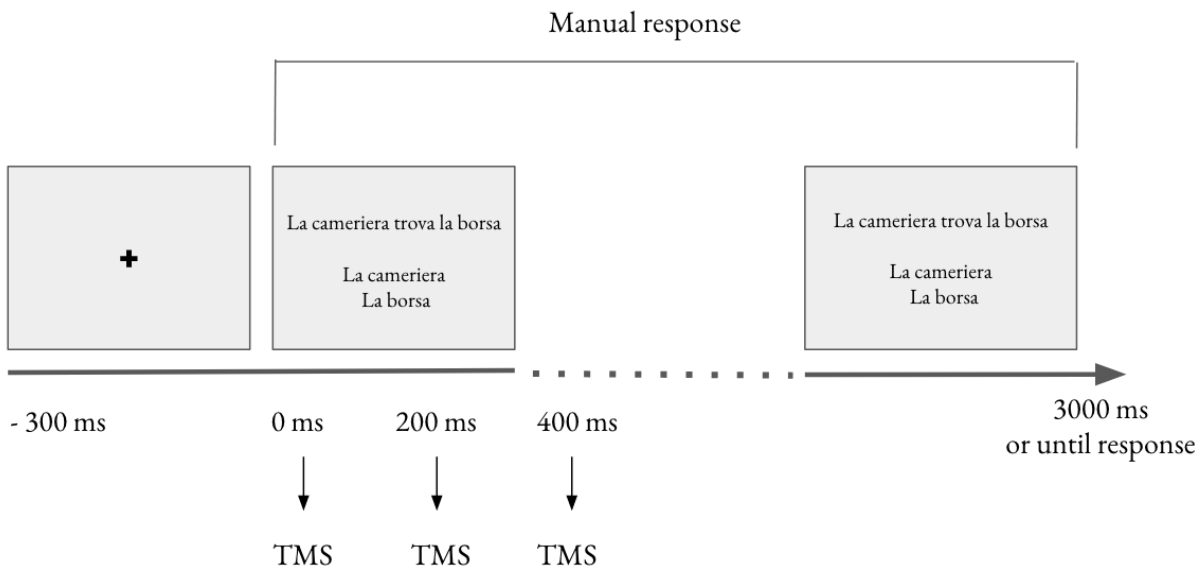 Manual response
+
La cameriera trova la borsa
La cameriera
La borsa
La cameriera trova la borsa
La cameriera
La borsa
- 300 ms
0 ms
200 ms
400 ms
3000 ms
or until response
TMS
TMS
TMS